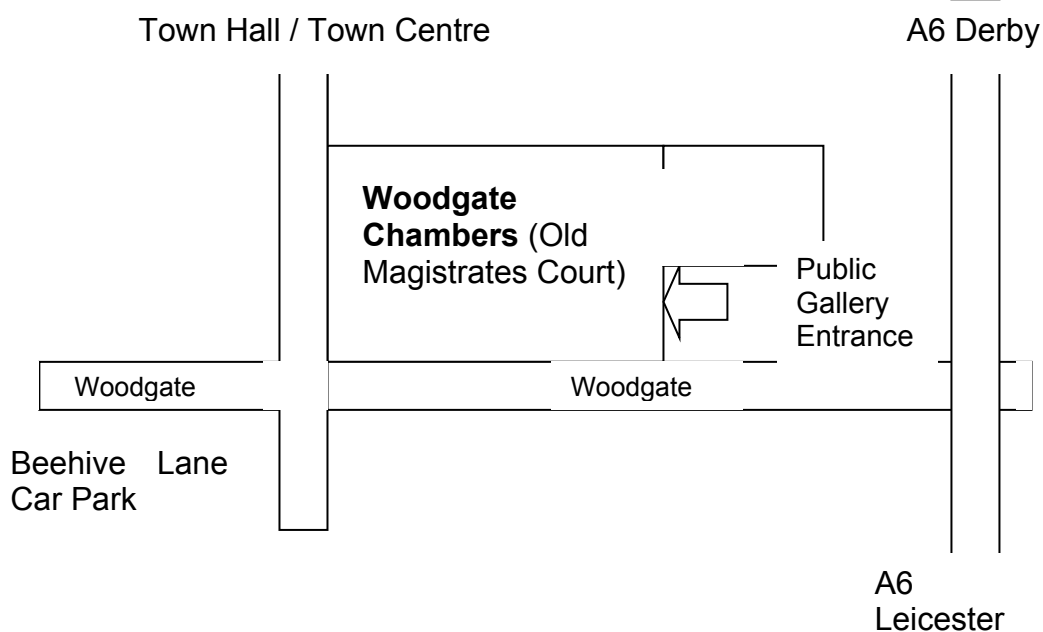 Town Hall / Town Centre
A6 Derby
Woodgate
Chambers (Old
Magistrates Court)
Public
Gallery
Entrance
Woodgate
Woodgate
Beehive Lane
Car Park
A6
Leicester